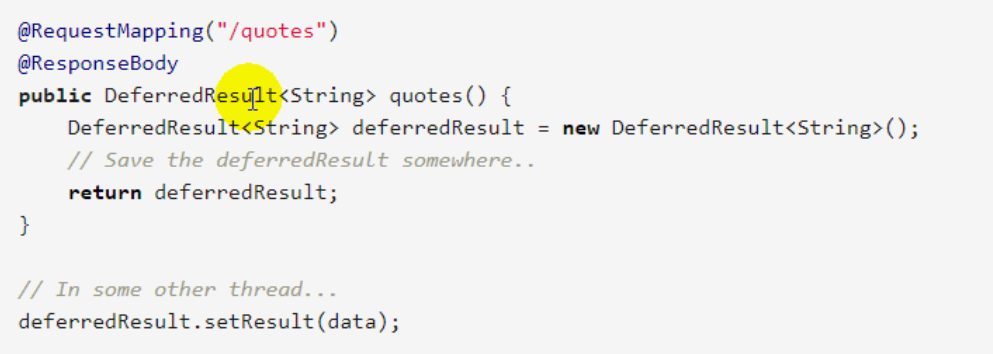 @RequestMapping("/quotes")
@ResponseBody
public DeferredResult<String> quotes() {
    DeferredResult<String> deferredResult = new DeferredResult<String>();
    // Save the deferredResult somewhere..
    return deferredResult;
}

// In some other thread...
deferredResult.setResult(data);